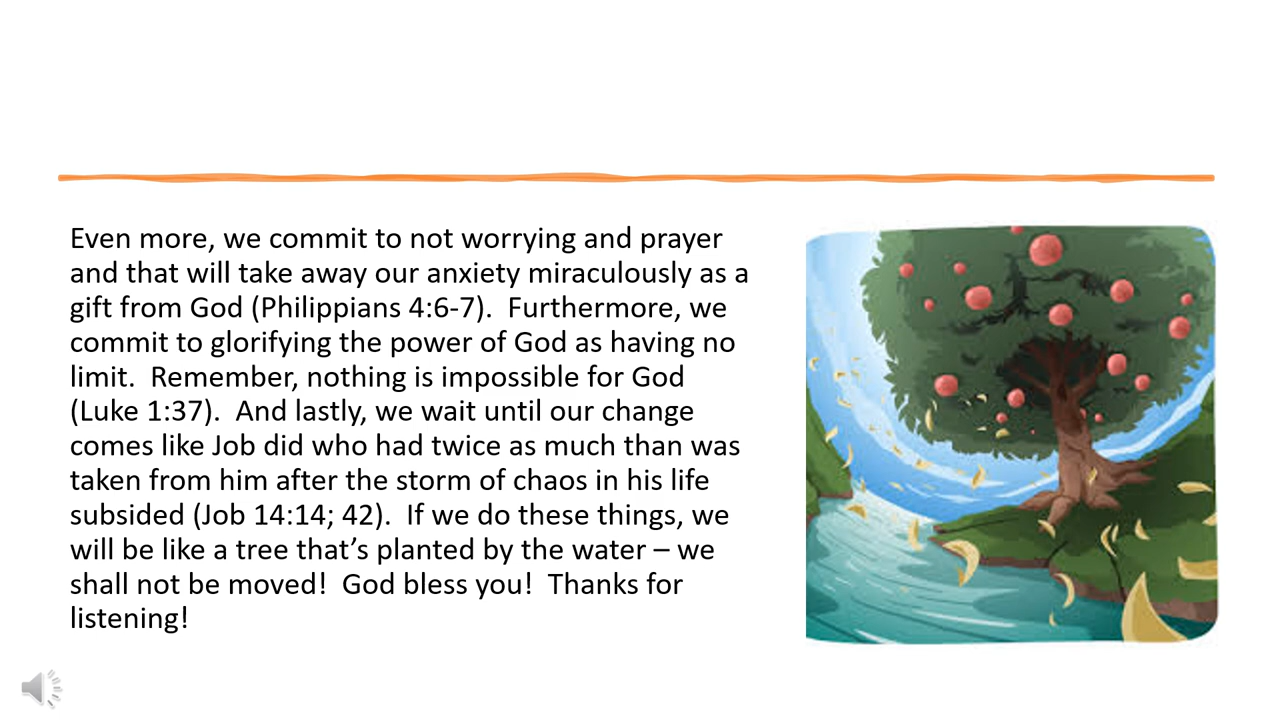 Even more, we commit to not worrying and prayer
and that will take away our anxiety miraculously as a
gift from God (Philippians 4:6-7).  Furthermore, we
commit to glorifying the power of God as having no
limit.  Remember, nothing is impossible for God
(Luke 1:37).  And lastly, we wait until our change
comes like Job did who had twice as much than was
taken from him after the storm of chaos in his life
subsided (Job 14:14; 42).  If we do these things, we
will be like a tree that’s planted by the water – we
shall not be moved!  God bless you!  Thanks for
listening!